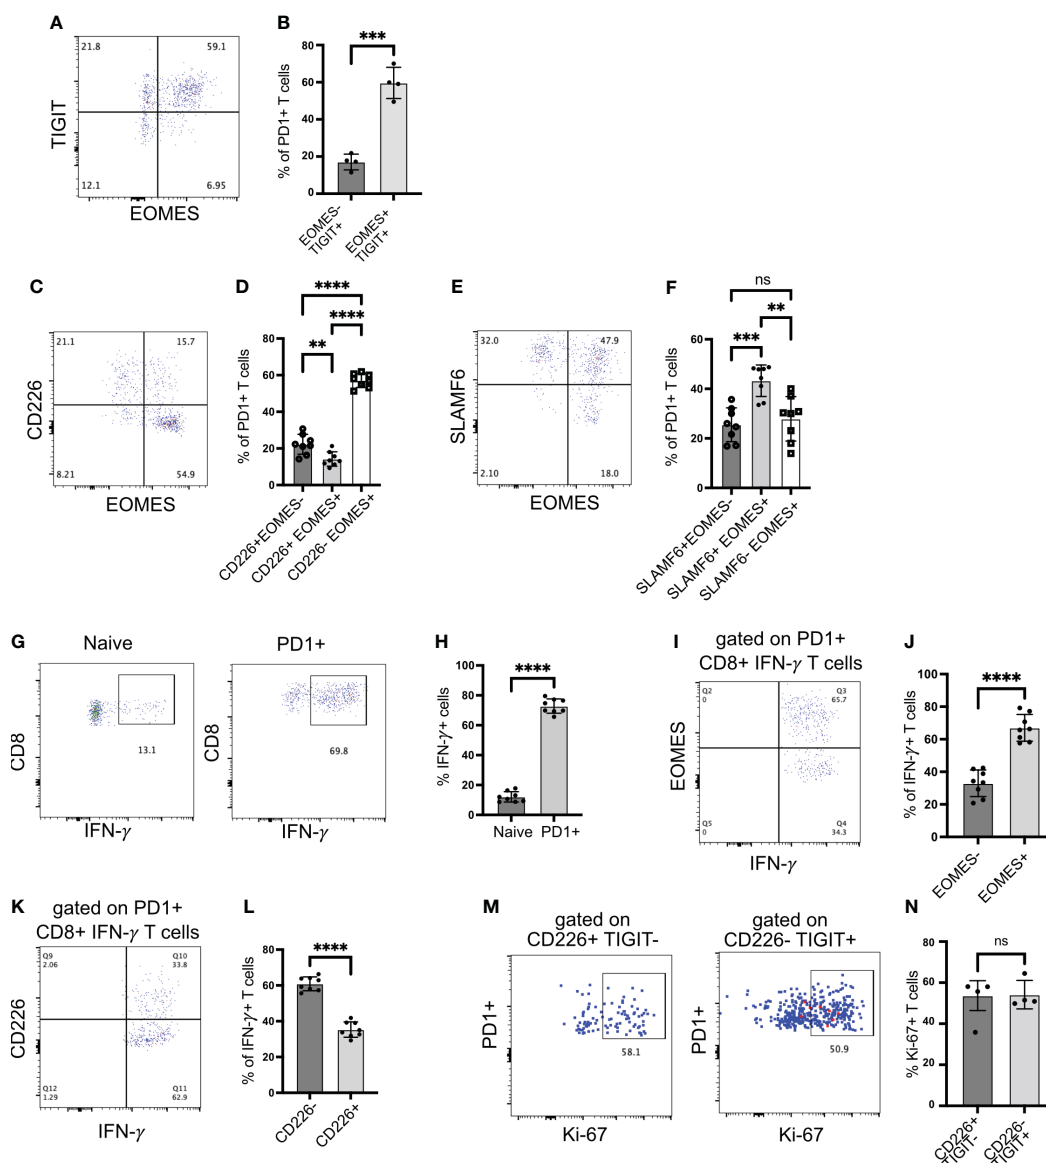 A
21.8
59.1
TIGIT
12.1
6.95
EOMES
B
***
80
60
40
20
0
% of PD1+ T cells
EOMES-
TIGIT+
EOMES+
TIGIT+
C
21.1
15.7
CD226
8.21
54.9
EOMES
D
****
****
**
80
60
40
20
0
% of PD1+ T cells
CD226+EOMES-
CD226+ EOMES+
CD226- EOMES+
E
32.0
47.9
SLAMF6
2.10
18.0
EOMES
F
ns
**
***
60
40
20
0
% of PD1+ T cells
SLAMF6+EOMES-
SLAMF6+ EOMES+
SLAMF6- EOMES+
G
Naive
CD8
13.1
IFN-γ
PD1+
CD8
69.8
IFN-γ
H
****
100
80
60
40
20
0
% IFN-γ+ cells
Naive
PD1+
I
gated on PD1+
CD8+ IFN-γ T cells
Q2
0
Q3
65.7
EOMES
Q5
0
Q4
34.3
IFN-γ
J
****
100
80
60
40
20
0
% of IFN-γ+ T cells
EOMES-
EOMES+
K
gated on PD1+
CD8+ IFN-γ T cells
Q9
2.06
Q10
33.8
CD226
Q12
1.29
Q11
62.9
IFN-γ
L
****
80
60
40
20
0
% of IFN-γ+ T cells
CD226-
CD226+
M
gated on
CD226+ TIGIT-
PD1+
58.1
Ki-67
gated on
CD226- TIGIT+
PD1+
50.9
Ki-67
N
ns
80
60
40
20
0
% Ki-67+ T cells
CD226+
TIGIT-
CD226-
TIGIT+